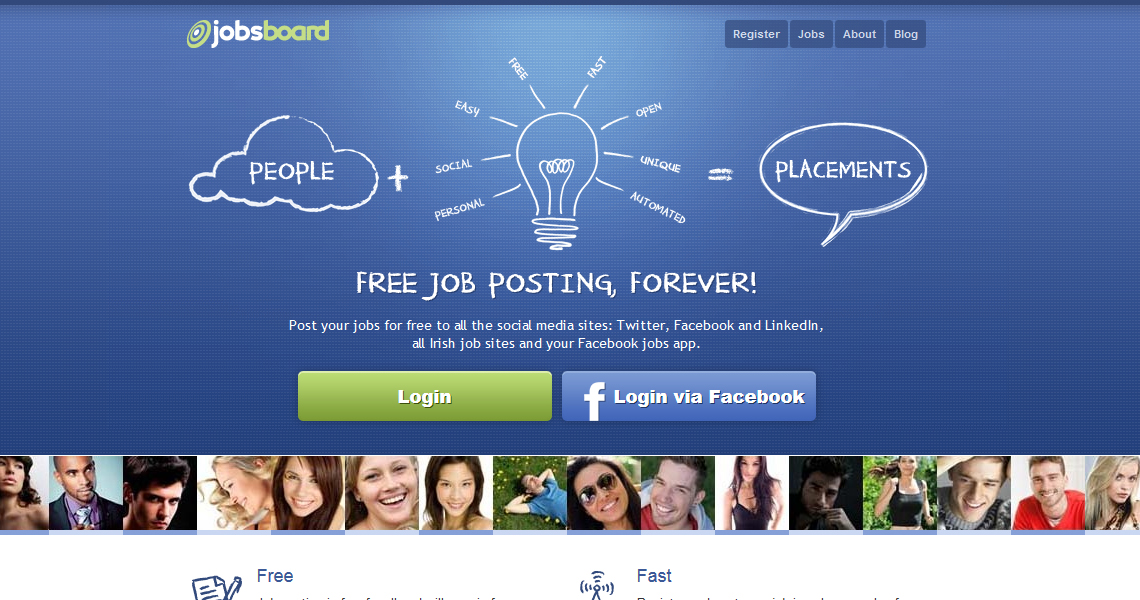 jobsboard
Register Jobs About Blog
FREE FAST
EASY OPEN
PEOPLE + SOCIAL UNIQUE = PLACEMENTS
PERSONAL AUTOMATED
FREE JOB POSTING, FOREVER!
Post your jobs for free to all the social media sites: Twitter, Facebook and LinkedIn,
all Irish job sites and your Facebook jobs app.
Login f Login via Facebook
Free Fast